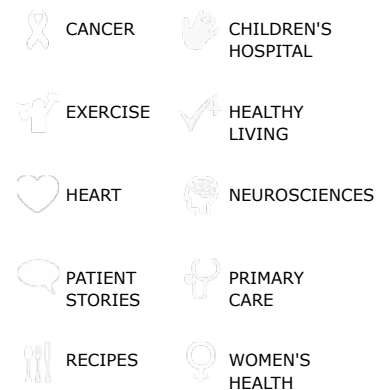 CANCER
CHILDREN'S
HOSPITAL
EXERCISE
HEALTHY
LIVING
HEART
NEUROSCIENCES
PATIENT
STORIES
PRIMARY
CARE
RECIPES
WOMEN'S
HEALTH